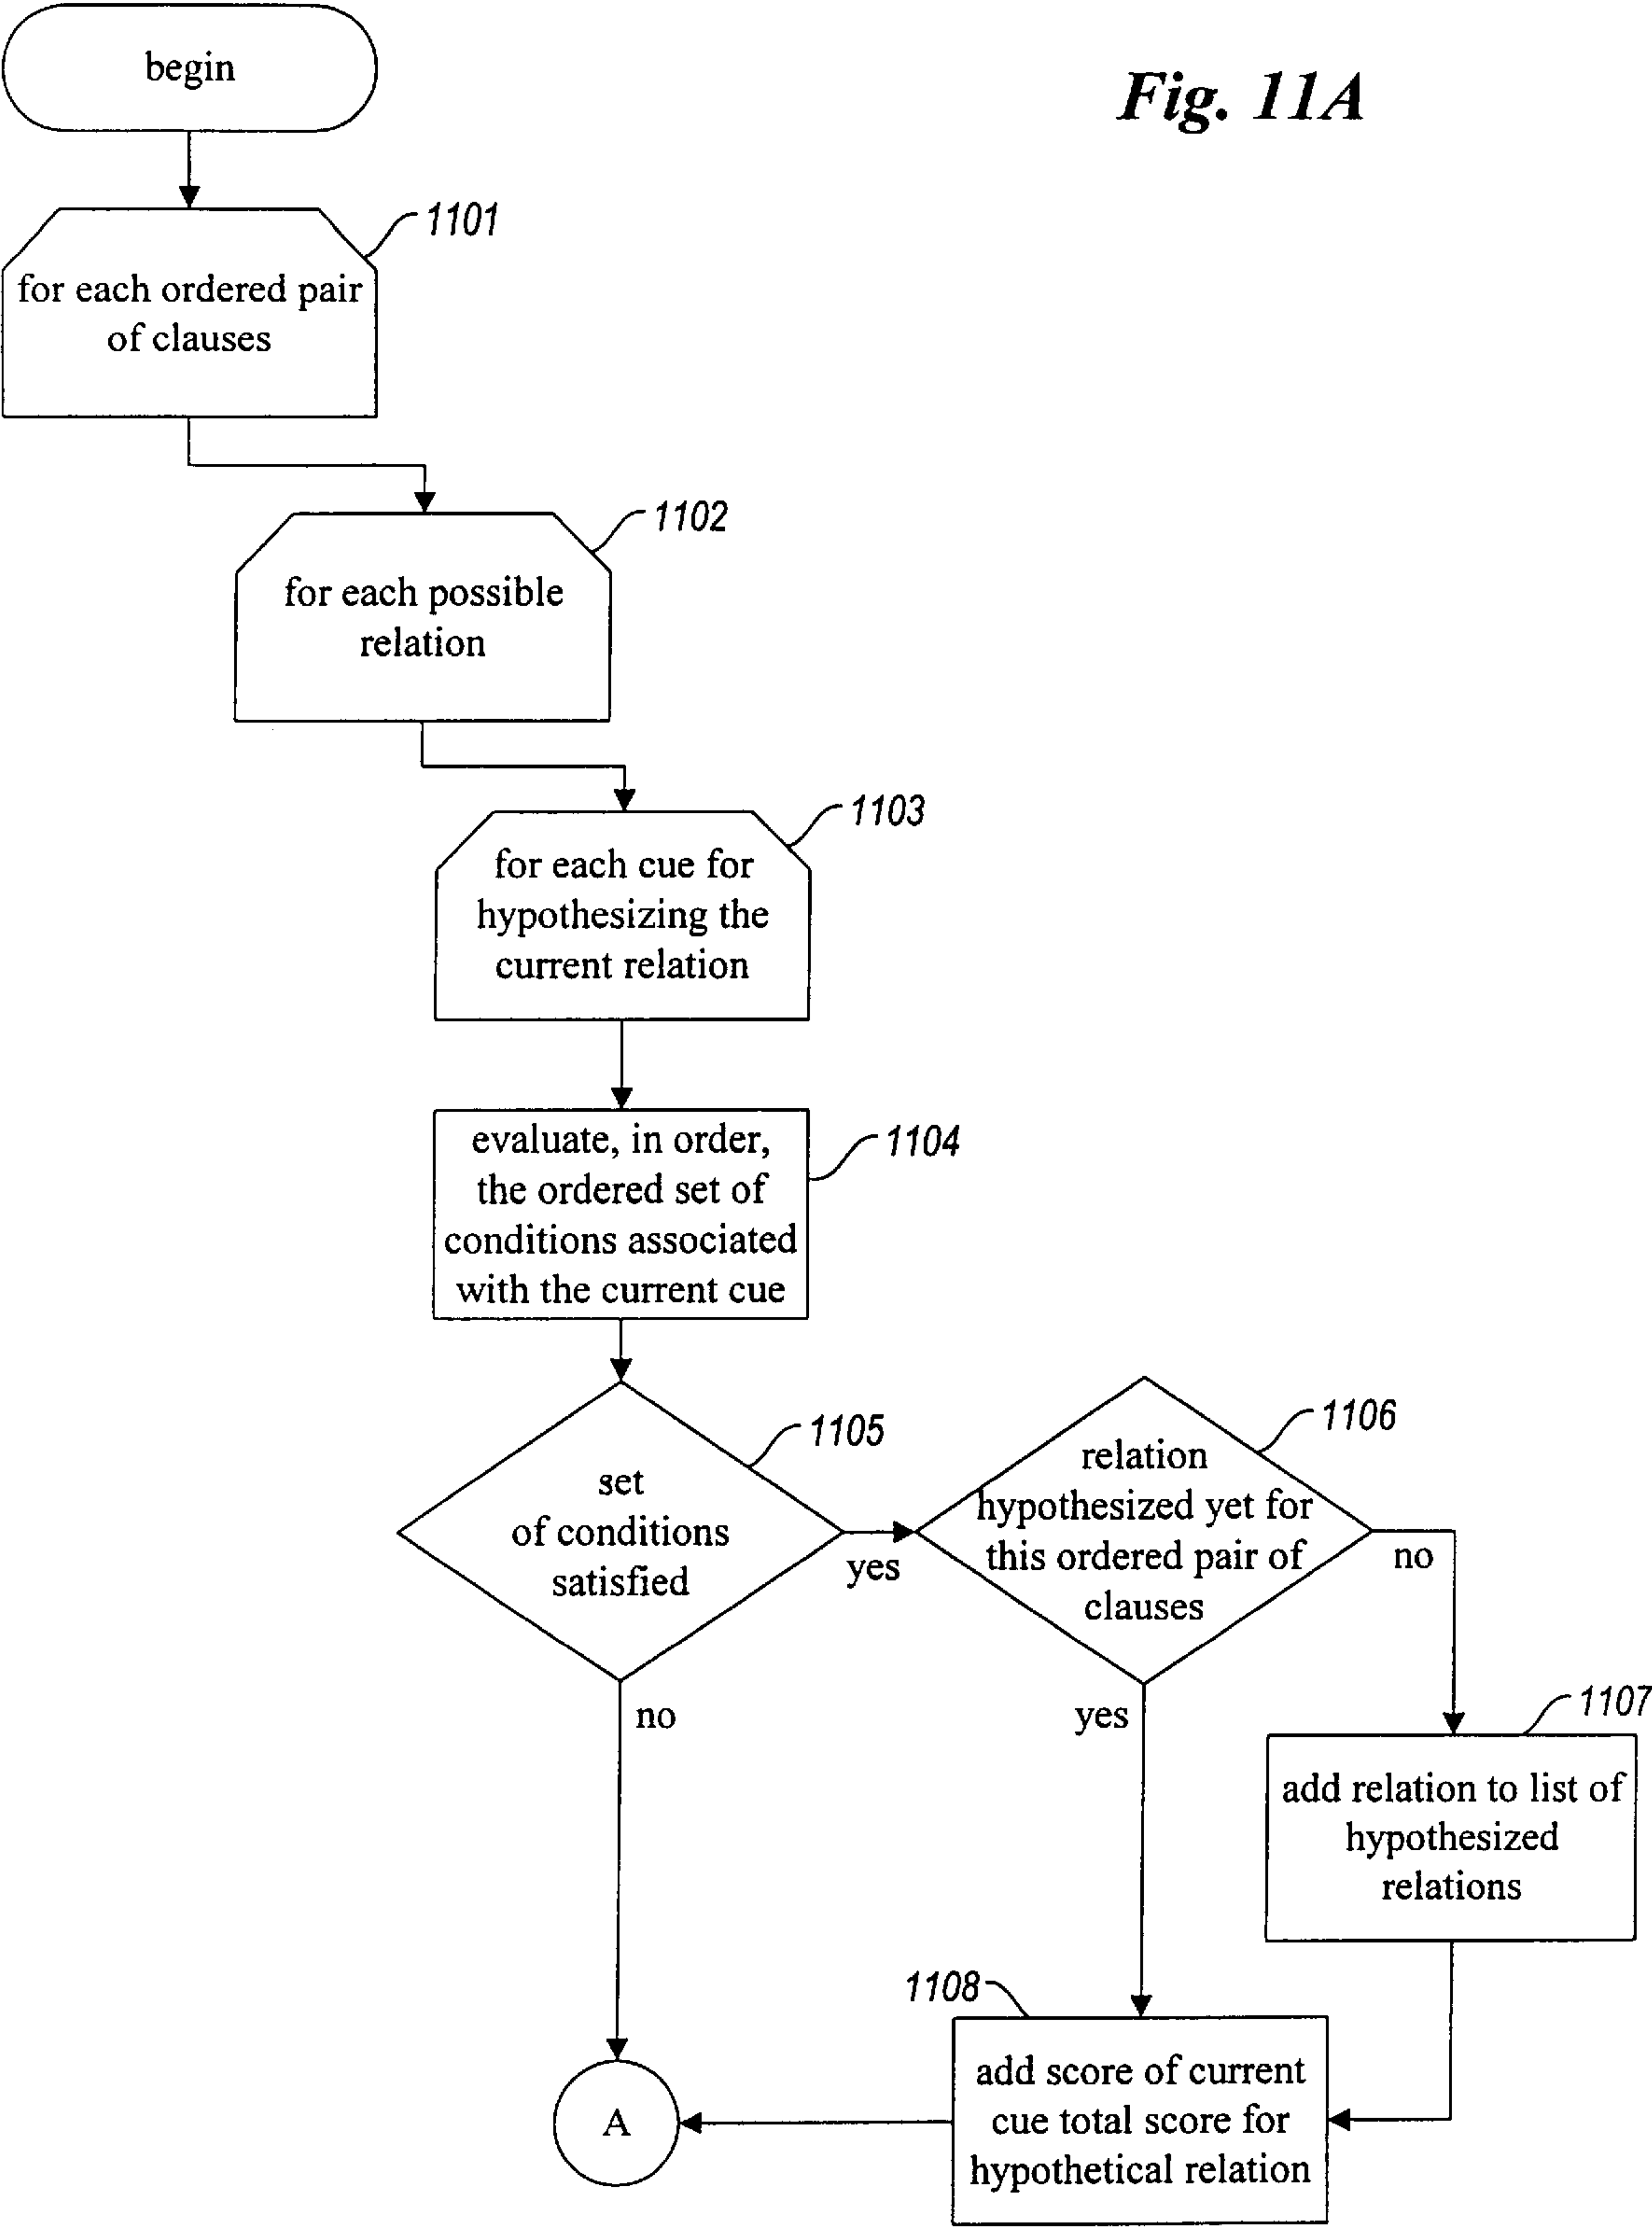 begin
Fig. 11A
1101
for each ordered pair
of clauses
1102
for each possible
relation
1103
for each cue for
hypothesizing the
current relation
1104
evaluate, in order,
the ordered set of
conditions associated
with the current cue
1105
set
of conditions
satisfied
yes
no
1106
relation
hypothesized yet for
this ordered pair of
clauses
no
yes
1107
add relation to list of
hypothesized
relations
1108
add score of current
cue total score for
hypothetical relation
A